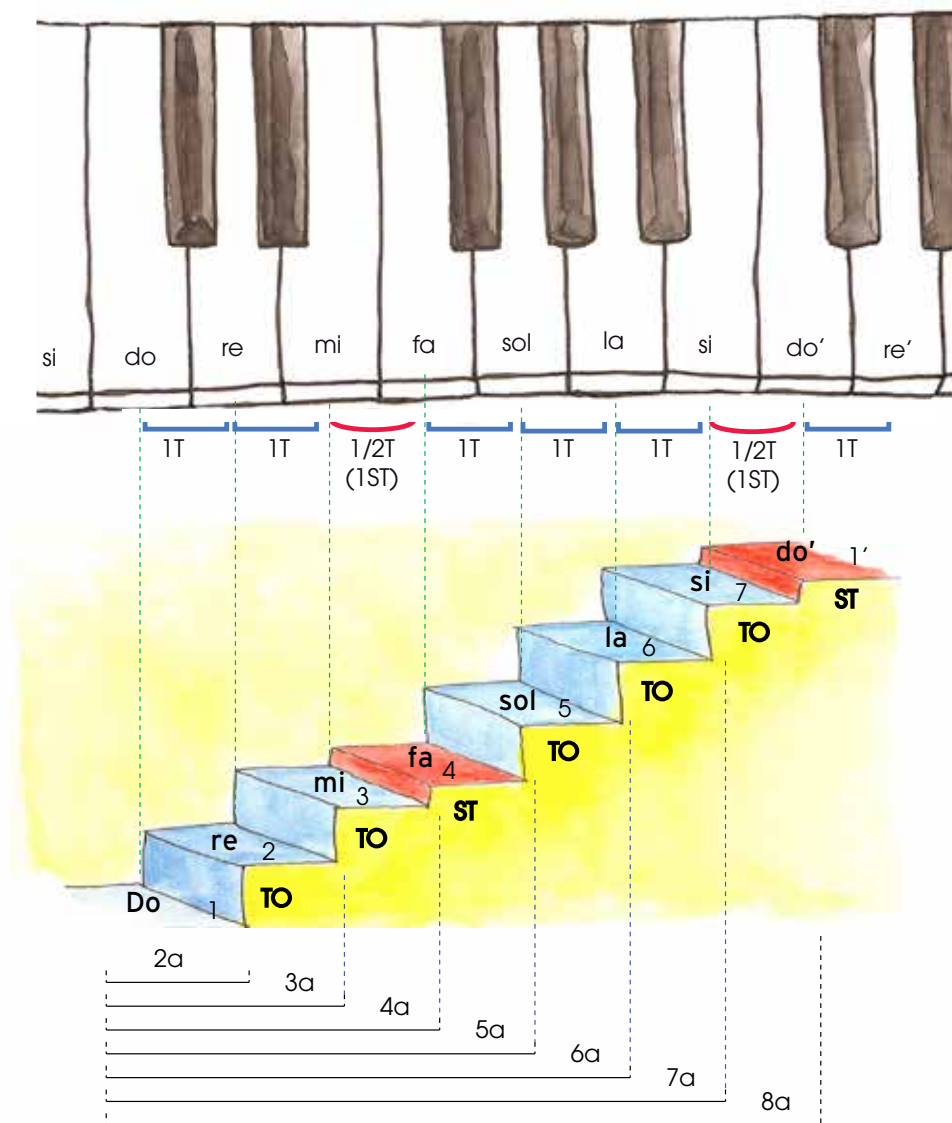 si do re mi fa sol la si do′ re′
1T 1T 1/2T 1T 1T 1T 1/2T 1T
(1ST) (1ST)
do′ 1′
ST
si 7
TO
la 6
TO
sol 5
TO
fa 4
ST
mi 3
TO
re 2
TO
Do 1
2a
3a
4a
5a
6a
7a
8a